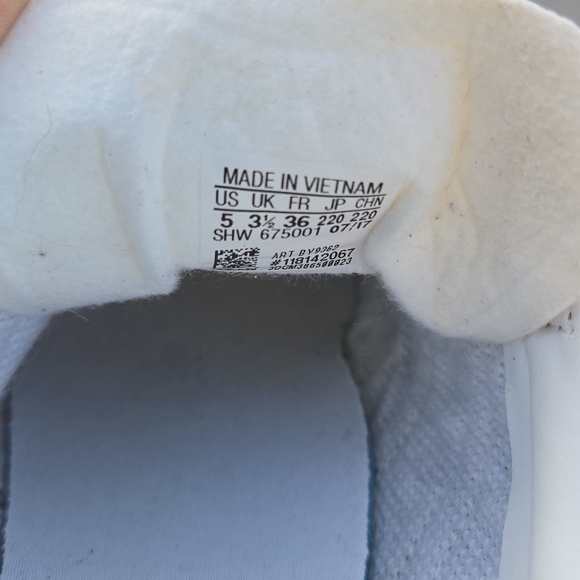 MADE IN VIETNAM
US UK FR JP CHN
5 3½ 36 220 220
SHW 675001 07/17
ART
#118142067